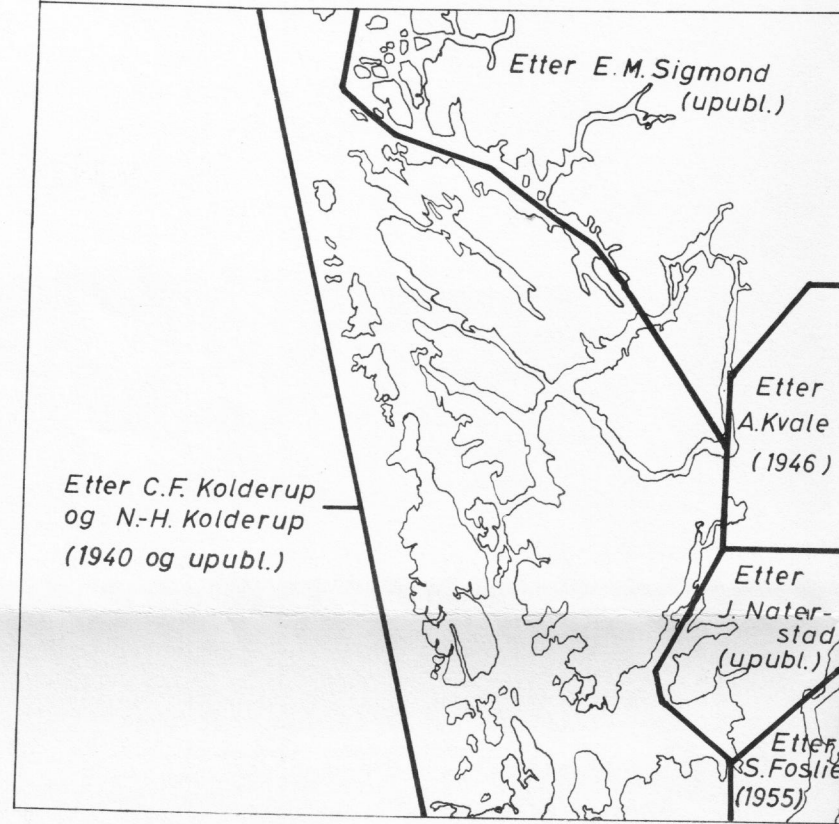 Etter E.M. Sigmond
(upubl.)
Etter
A.Kvale
(1946)
Etter C.F. Kolderup
og N.-H. Kolderup
(1940 og upubl.)
Etter
J. Nater-
stad
(upubl.)
Etter
S. Foslie
(1955)